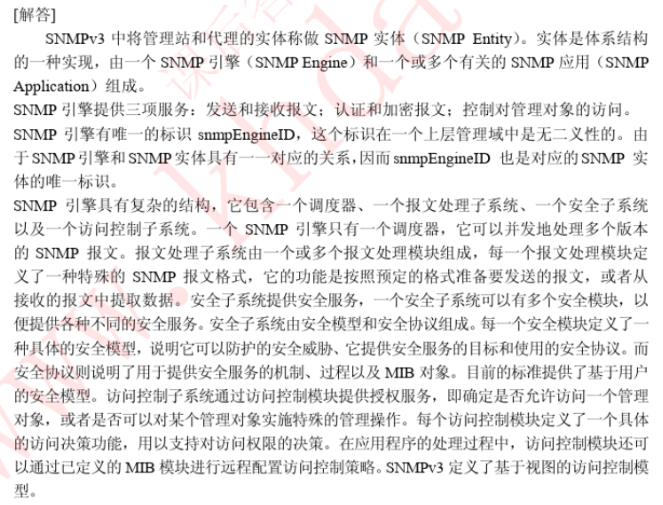 [解答]
SNMPv3 中将管理站和代理的实体称做 SNMP 实体（SNMP Entity）。实体是体系结构
的一种实现，由一个 SNMP 引擎（SNMP Engine）和一个或多个有关的 SNMP 应用（SNMP
Application）组成。
SNMP 引擎提供三项服务：发送和接收报文；认证和加密报文；控制对管理对象的访问。
SNMP 引擎有唯一的标识 snmpEngineID，这个标识在一个上层管理域中是无二义性的。由
于 SNMP 引擎和 SNMP 实体具有一一对应的关系，因而 snmpEngineID 也是对应的 SNMP 实
体的唯一标识。
SNMP 引擎具有复杂的结构，它包含一个调度器、一个报文处理子系统、一个安全子系统
以及一个访问控制子系统。一个 SNMP 引擎只有一个调度器，它可以并发地处理多个版本
的 SNMP 报文。报文处理子系统由一个或多个报文处理模块组成，每一个报文处理模块定
义了一种特殊的 SNMP 报文格式，它的功能是按照预定的格式准备要发送的报文，或者从
接收的报文中提取数据。安全子系统提供安全服务，一个安全子系统可以有多个安全模块，以
便提供各种不同的安全服务。安全子系统由安全模型和安全协议组成。每一个安全模块定义了一
种具体的安全模型，说明它可以防护的安全威胁、它提供安全服务的目标和使用的安全协议。而
安全协议则说明了用于提供安全服务的机制、过程以及 MIB 对象。目前的标准提供了基于用户
的安全模型。访问控制子系统通过访问控制模块提供授权服务，即确定是否允许访问一个管理
对象，或者是否可以对某个管理对象实施特殊的管理操作。每个访问控制模块定义了一个具体
的访问决策功能，用以支持对访问权限的决策。在应用程序的处理过程中，访问控制模块还可
以通过已定义的 MIB 模块进行远程配置访问控制策略。SNMPv3 定义了基于视图的访问控制模
型。